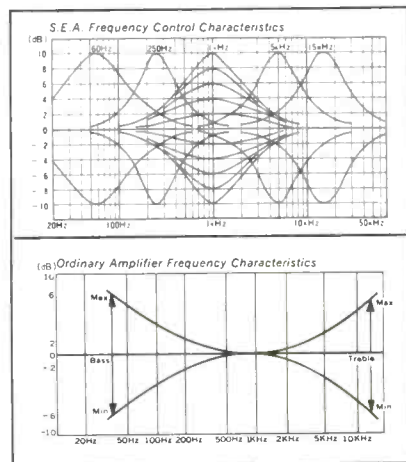 S.E.A. Frequency Control Characteristics
(dB) 60Hz 250Hz 1kHz 5kHz 15kHz
10
8
6
4
2
0
-2
-4
-6
-8
-10
20Hz 100Hz 1kHz 10kHz 50kHz
Ordinary Amplifier Frequency Characteristics
(dB)
6 Max Max
2
0 Bass Treble
-2
-6 Min Min
-10
20Hz 50Hz 100Hz 200Hz 500Hz 1KHz 2KHz 5KHz 10KHz